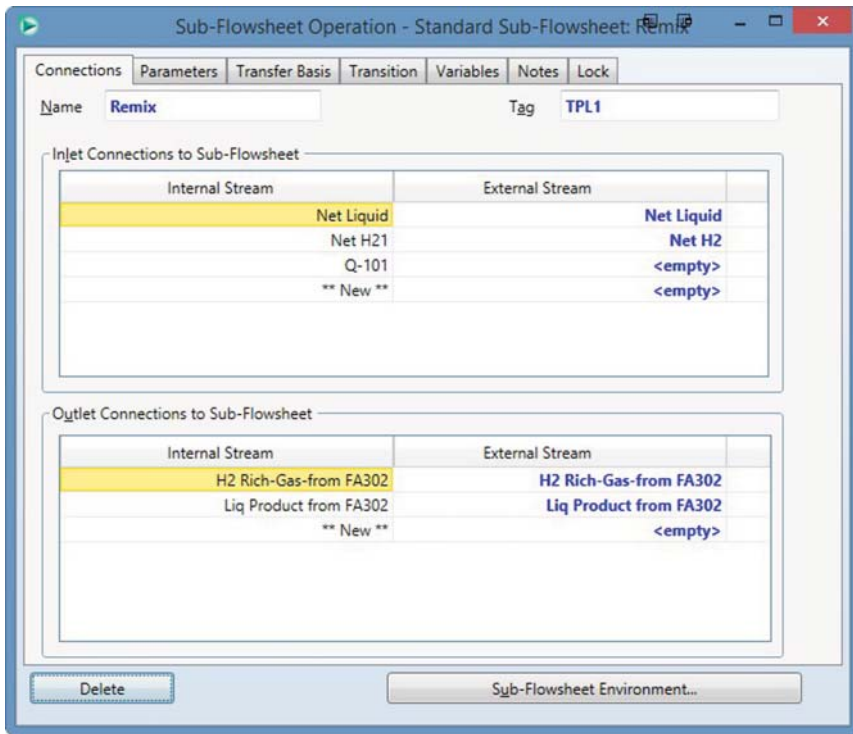 Sub-Flowsheet Operation - Standard Sub-Flowsheet: Remix
Connections Parameters Transfer Basis Transition Variables Notes Lock
Name Remix Tag TPL1
Inlet Connections to Sub-Flowsheet
Internal Stream External Stream
Net Liquid Net Liquid
Net H21 Net H2
Q-101 <empty>
** New ** <empty>
Outlet Connections to Sub-Flowsheet
Internal Stream External Stream
H2 Rich-Gas-from FA302 H2 Rich-Gas-from FA302
Liq Product from FA302 Liq Product from FA302
** New ** <empty>
Delete Sub-Flowsheet Environment...